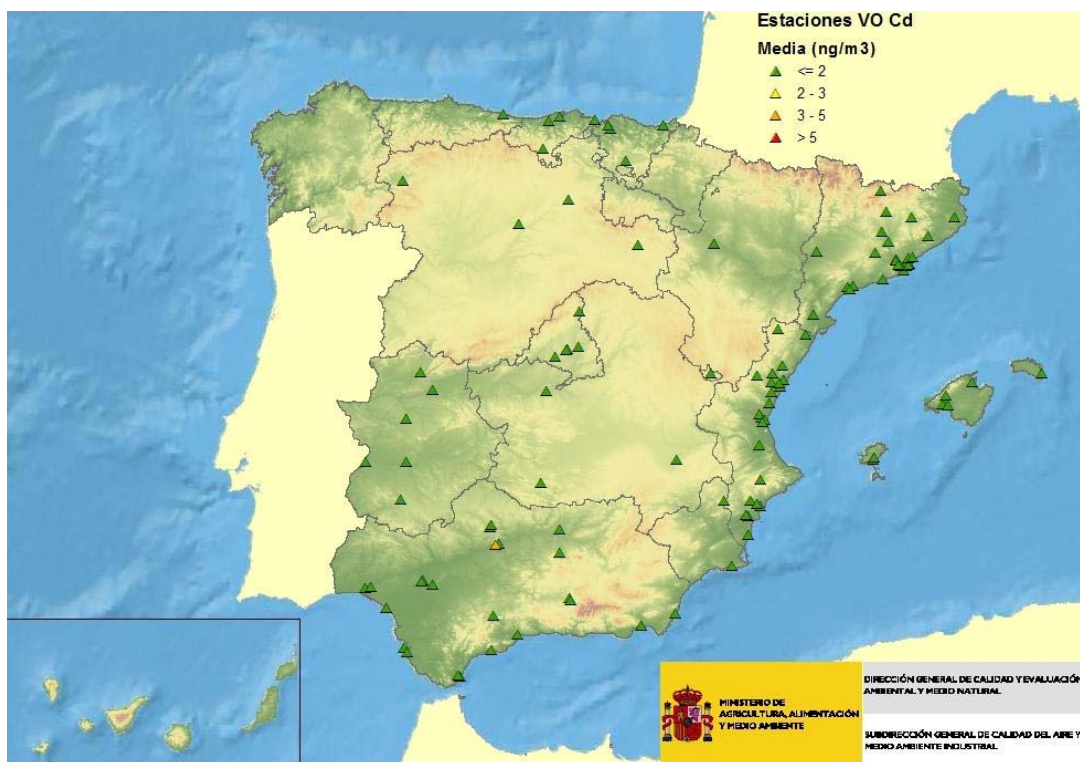 Estaciones VO Cd
Media (ng/m3)
<= 2
2 - 3
3 - 5
> 5
MINISTERIO DE
AGRICULTURA, ALIMENTACIÓN
Y MEDIO AMBIENTE
DIRECCIÓN GENERAL DE CALIDAD Y EVALUACIÓN
AMBIENTAL Y MEDIO NATURAL
SUBDIRECCIÓN GENERAL DE CALIDAD DEL AIRE Y
MEDIO AMBIENTE INDUSTRIAL